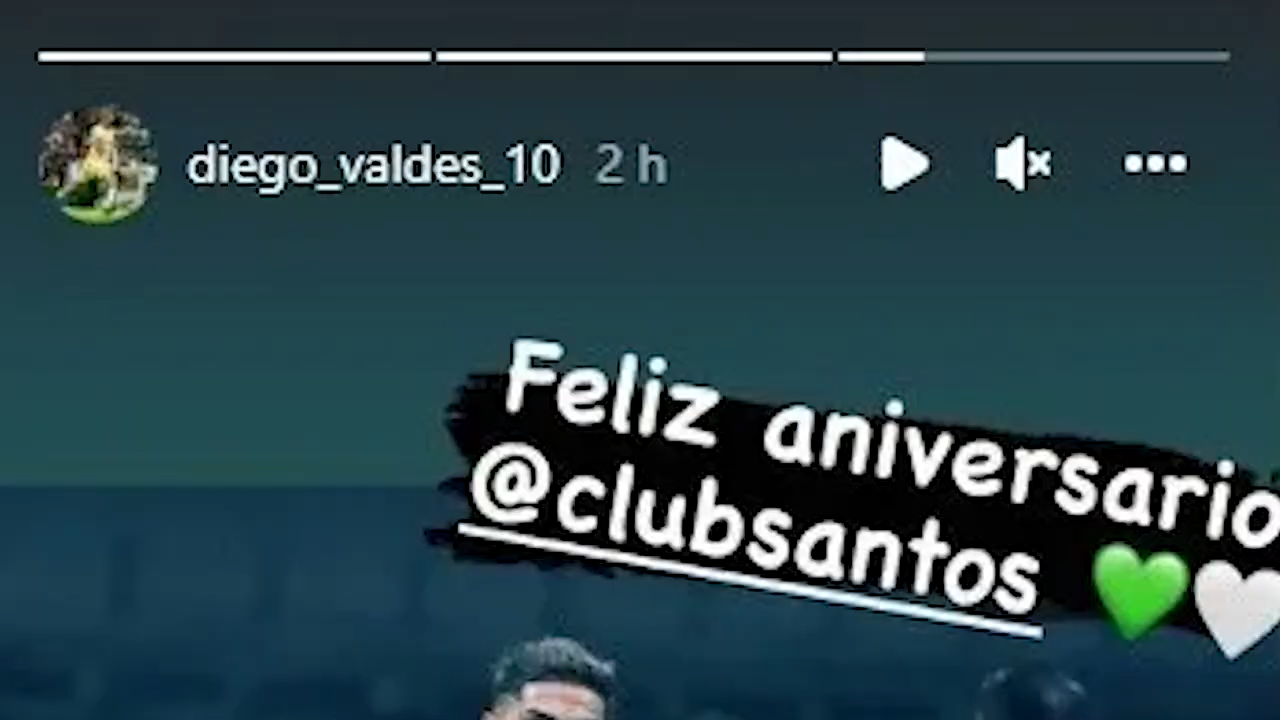 diego_valdes_10 2 h
Feliz aniversario
@clubsantos 💚🤍